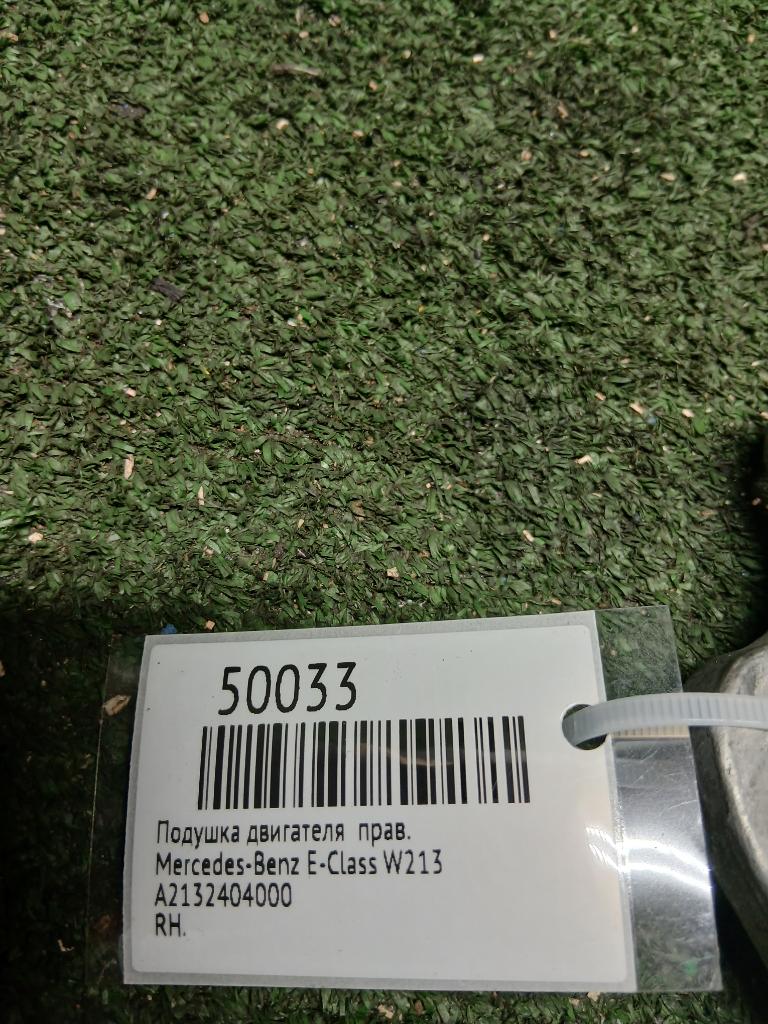 50033
Подушка двигателя прав.
Mercedes-Benz E-Class W213
A2132404000
RH.